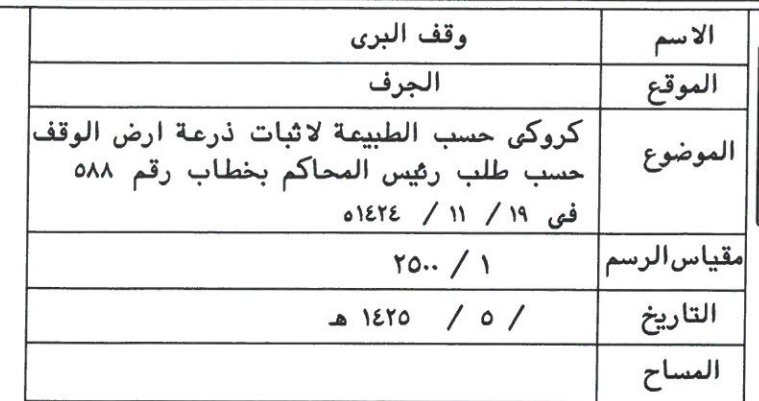 الاسم وقف البرى
الموقع الجرف
الموضوع كروكى حسب الطبيعة لاثبات ذرعة ارض الوقف
حسب طلب رئيس المحاكم بخطاب رقم ٥٨٨
فى ١٩ / ١١ / ١٤٢٤ه
مقياس الرسم ١ / ٢٥٠٠
التاريخ / ٥ / ١٤٢٥ هـ
المساح